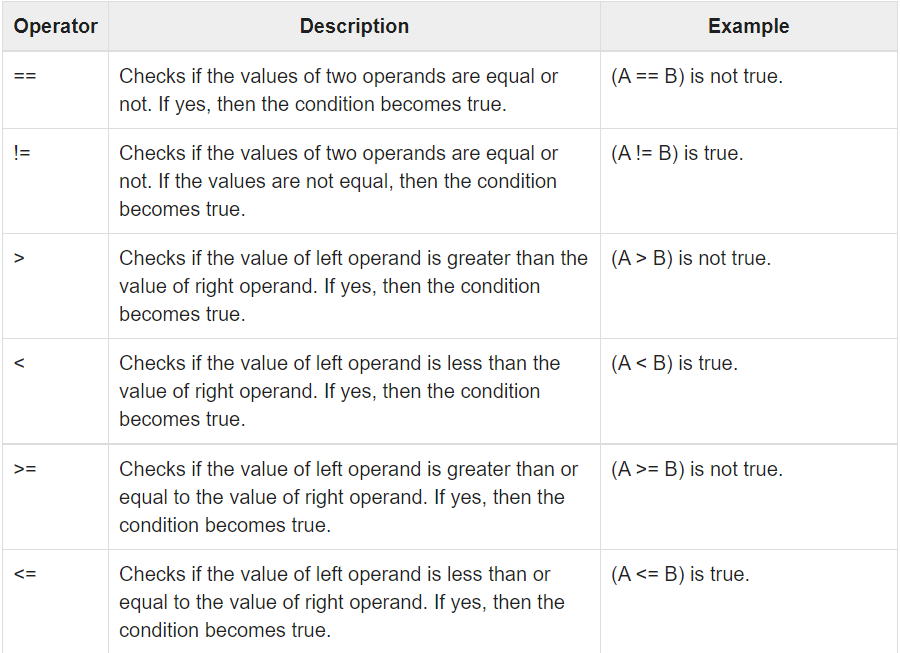 Operator Description Example
== Checks if the values of two operands are equal or (A == B) is not true.
not. If yes, then the condition becomes true.
!= Checks if the values of two operands are equal or (A != B) is true.
not. If the values are not equal, then the condition
becomes true.
> Checks if the value of left operand is greater than the (A > B) is not true.
value of right operand. If yes, then the condition
becomes true.
< Checks if the value of left operand is less than the (A < B) is true.
value of right operand. If yes, then the condition
becomes true.
>= Checks if the value of left operand is greater than or (A >= B) is not true.
equal to the value of right operand. If yes, then the
condition becomes true.
<= Checks if the value of left operand is less than or (A <= B) is true.
equal to the value of right operand. If yes, then the
condition becomes true.